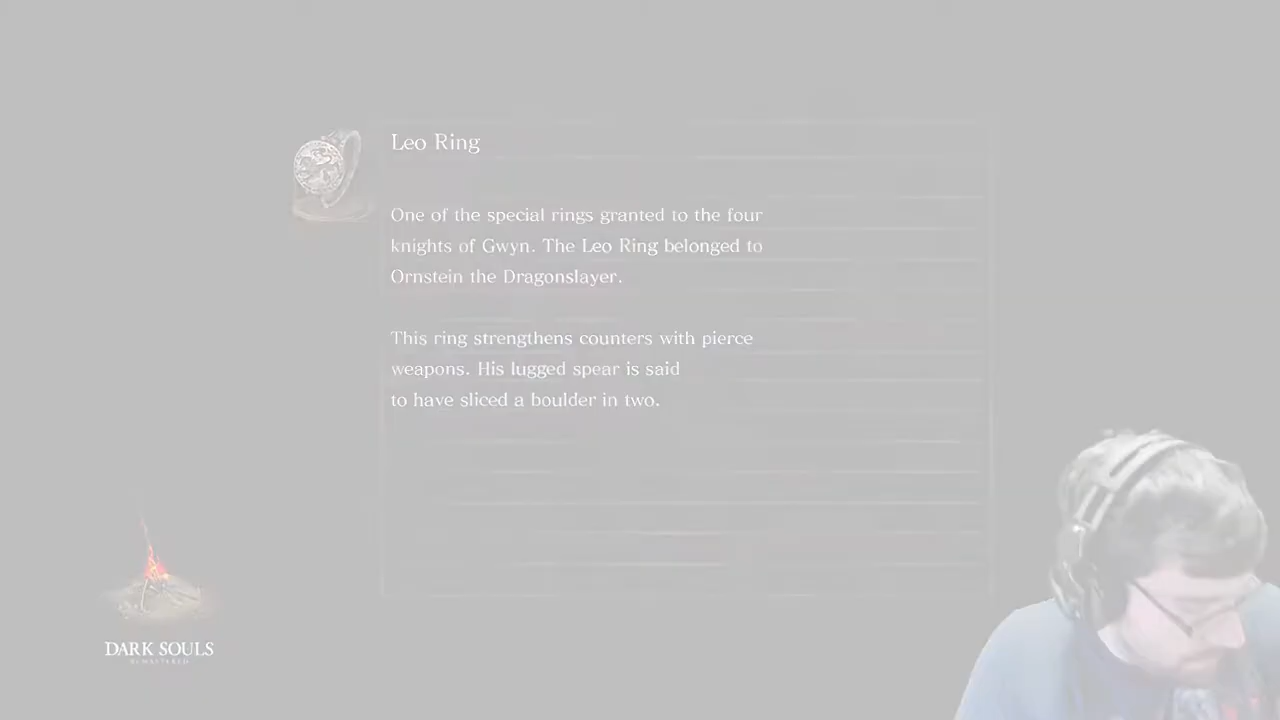 Leo Ring
One of the special rings granted to the four
knights of Gwyn. The Leo Ring belonged to
Ornstein the Dragonslayer.
This ring strengthens counters with pierce
weapons. His lugged spear is said
to have sliced a boulder in two.
DARK SOULS
REMASTERED